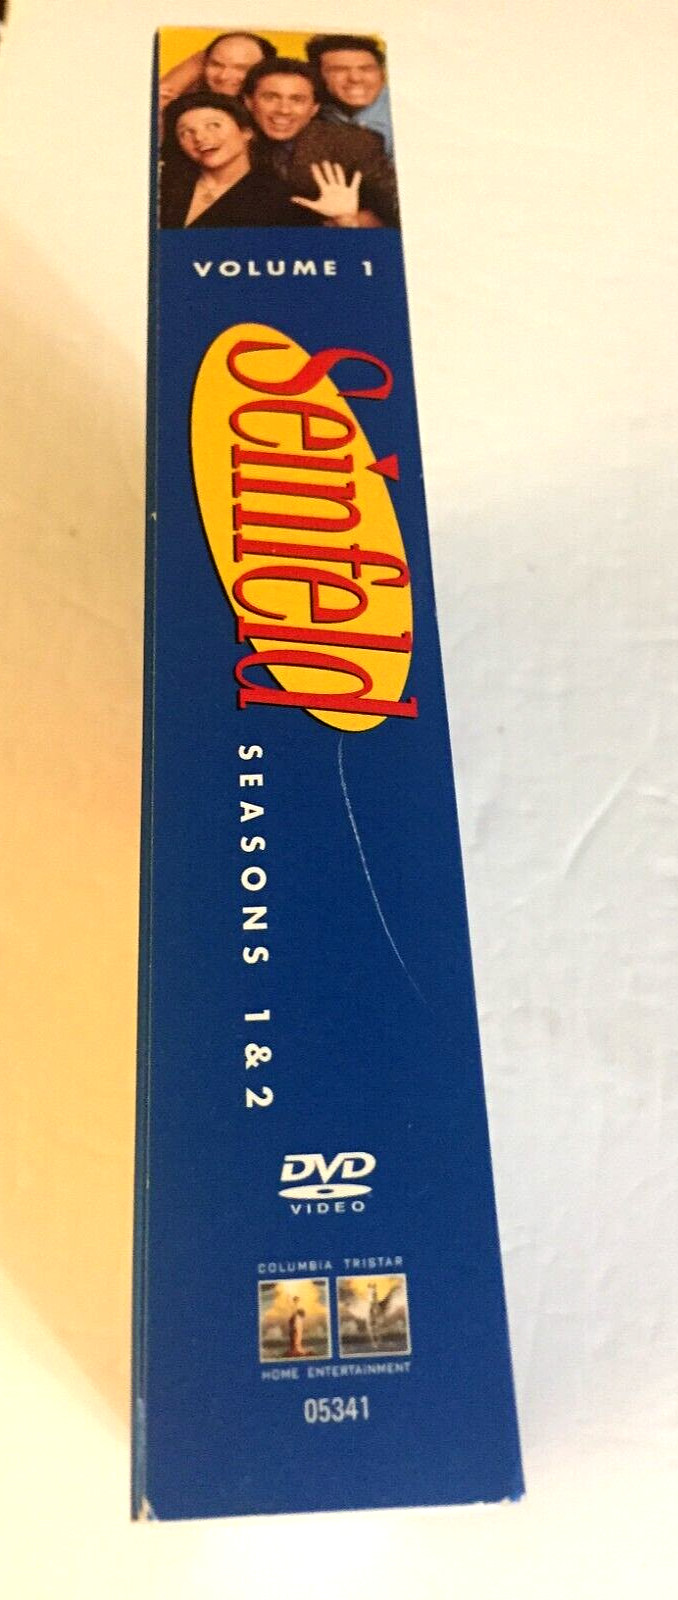 VOLUME 1
Seinfeld
SEASONS 1 & 2
DVD
VIDEO
COLUMBIA TRISTAR
HOME ENTERTAINMENT
05341